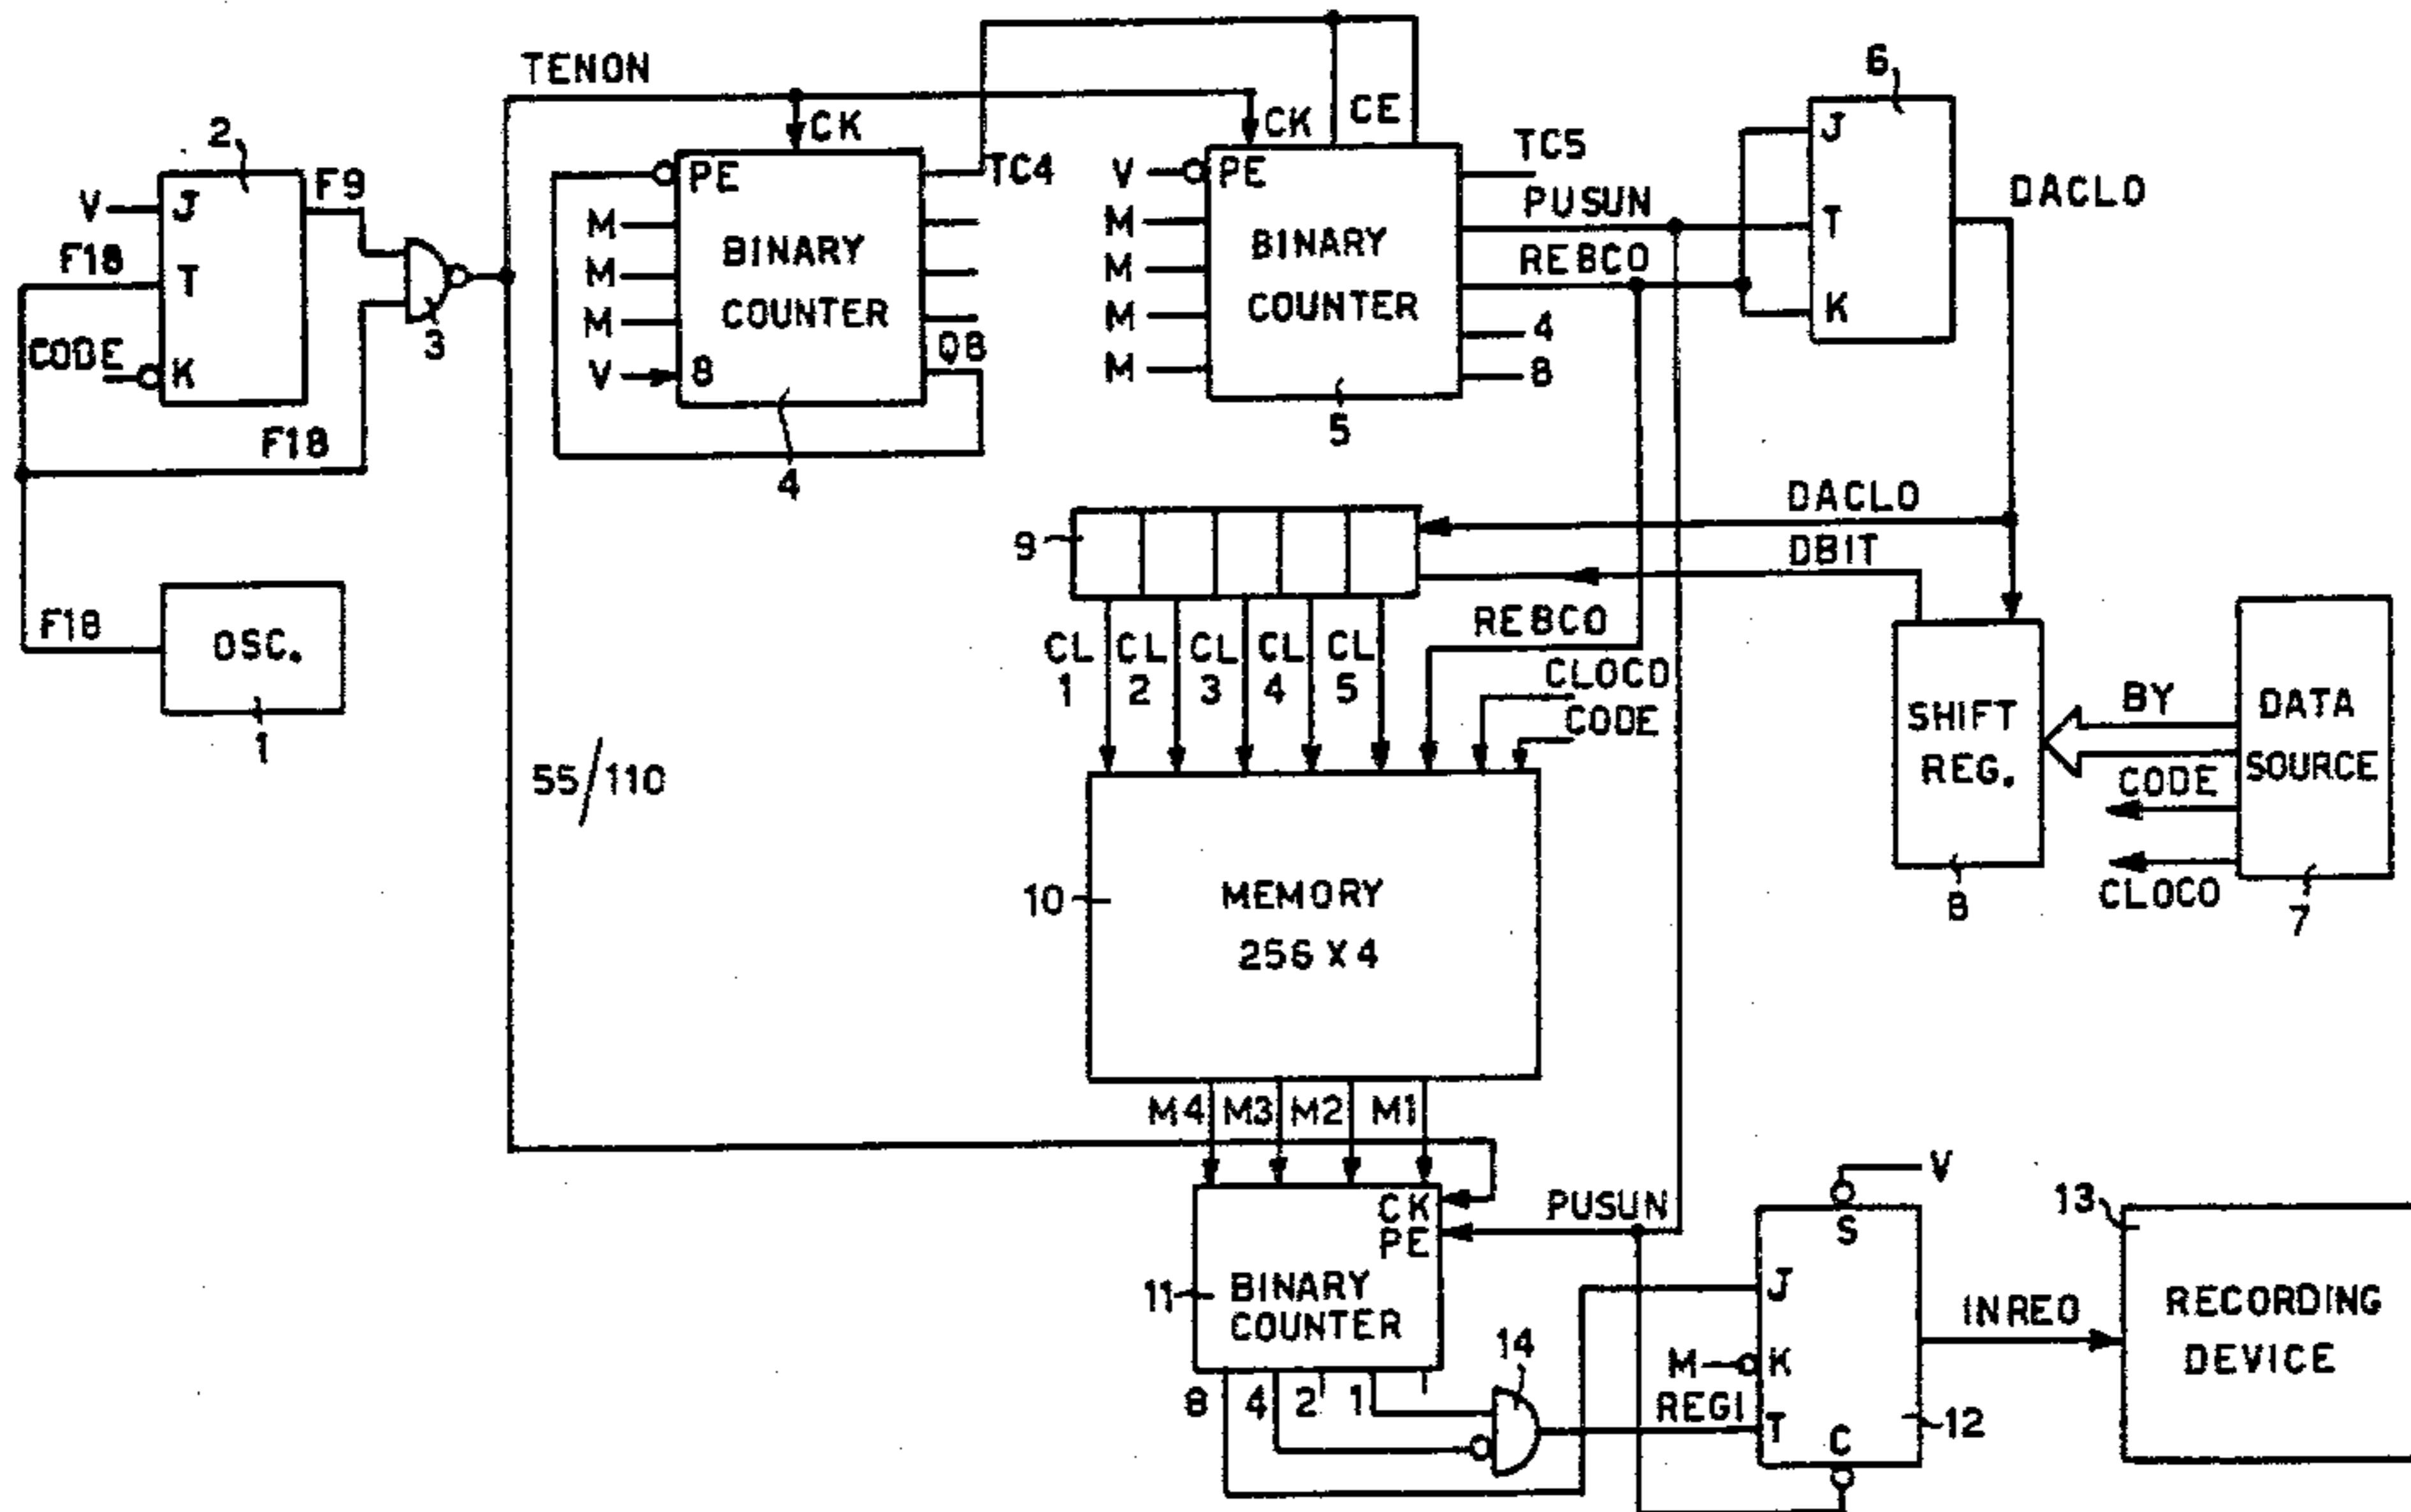 TENON
CK
2
F9
V
J
F18
T
CODE
K
3
F18
F18
OSC.
1
55/110
PE
TC4
M
M
M
V
8
BINARY
COUNTER
Q8
4
CK
CE
V
PE
M
M
M
M
BINARY
COUNTER
TC5
PUSUN
REBCO
4
8
5
6
J
T
K
DACLO
DACLO
DBIT
9
REBCO
CL
1
CL
2
CL
3
CL
4
CL
5
CLOCO
CODE
SHIFT
REG.
8
BY
CODE
CLOCO
DATA
SOURCE
7
10
MEMORY
256 X 4
M4
M3
M2
M1
CK
PE
PUSUN
11
BINARY
COUNTER
8
4
2
1
14
REGI
V
S
J
M
K
T
C
12
INREO
13
RECORDING
DEVICE